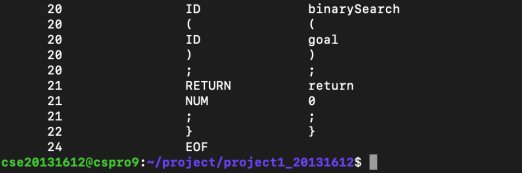 20 ID binarySearch
20 ( (
20 ID goal
20 ) )
20 ; ;
21 RETURN return
21 NUM 0
21 ; ;
22 } }
24 EOF
cse20131612@cspro9:~/project/project1_20131612$